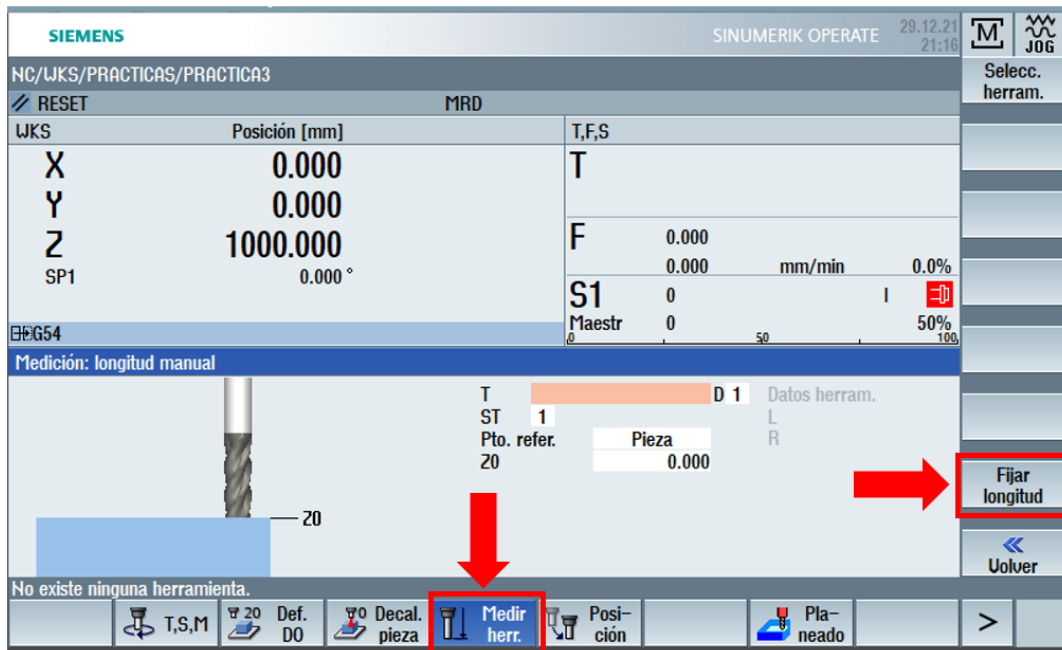 SIEMENS
SINUMERIK OPERATE
29.12.21
21:16
M
JOG
NC/WKS/PRACTICAS/PRACTICA3
Selecc.
herram.
RESET
MRD
WKS Posición [mm] T,F,S
X 0.000
T
Y 0.000
Z 1000.000
F 0.000
0.000 mm/min 0.0%
SP1 0.000 °
S1 0 I
Maestr 0 50%
0 50 100
G54
Medición: longitud manual
T D 1 Datos herram.
ST 1 L
Pto. refer. Pieza R
Z0 0.000
Fijar
longitud
Z0
Volver
No existe ninguna herramienta.
T,S,M
20 Def.
DO
0 Decal.
pieza
Medir
herr.
Posi-
ción
Pla-
neado
>